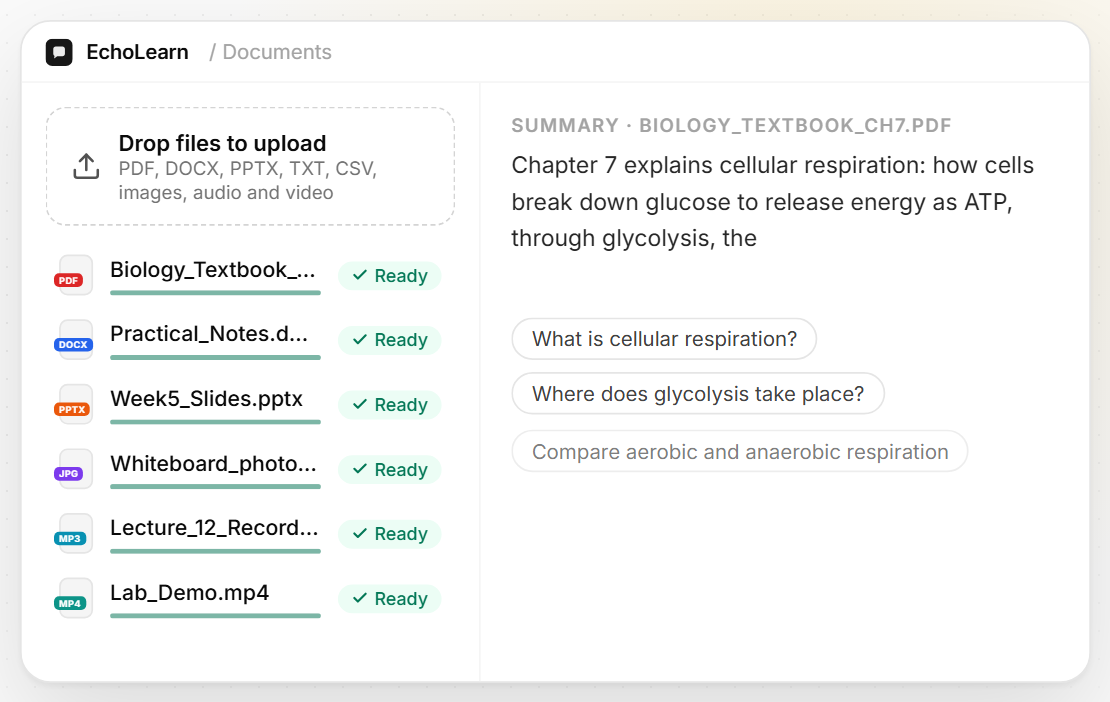 EchoLearn / Documents
Drop files to upload
PDF, DOCX, PPTX, TXT, CSV,
images, audio and video
PDF Biology_Textbook_... Ready
DOCX Practical_Notes.d... Ready
PPTX Week5_Slides.pptx Ready
JPG Whiteboard_photo... Ready
MP3 Lecture_12_Record... Ready
MP4 Lab_Demo.mp4 Ready
SUMMARY · BIOLOGY_TEXTBOOK_CH7.PDF
Chapter 7 explains cellular respiration: how cells
break down glucose to release energy as ATP,
through glycolysis, the
What is cellular respiration?
Where does glycolysis take place?
Compare aerobic and anaerobic respiration